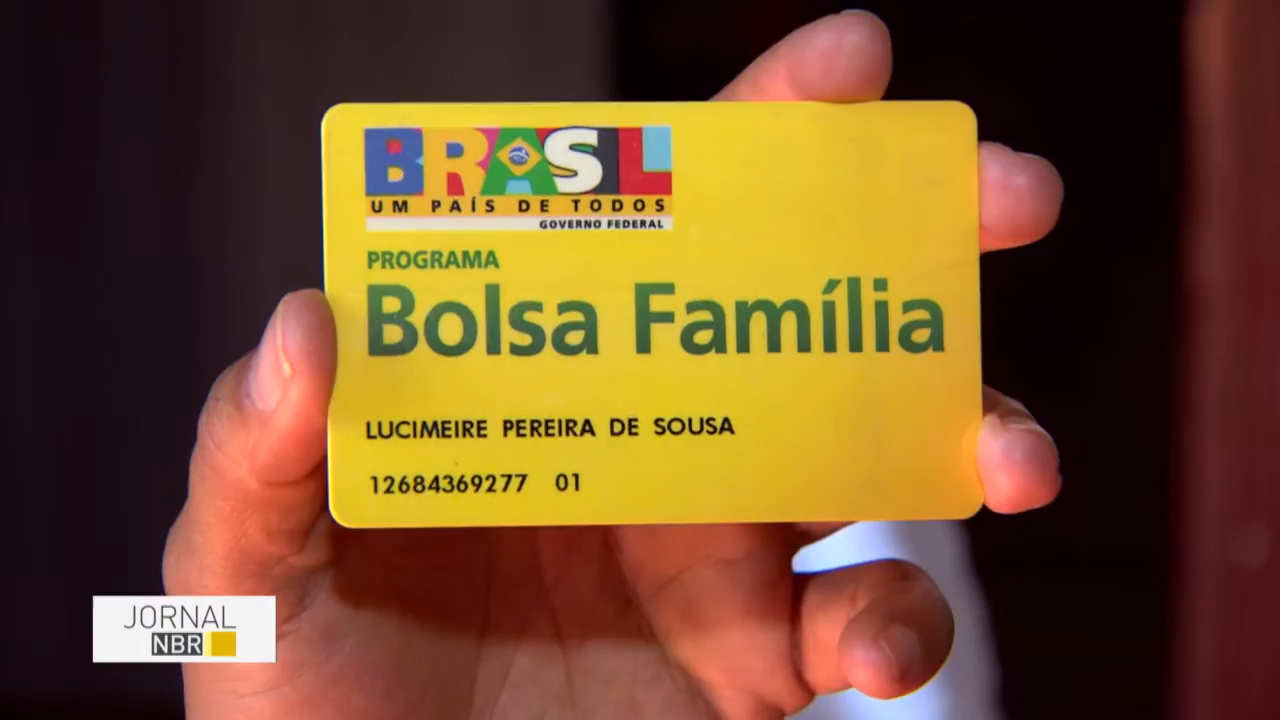 BRASIL
UM PAÍS DE TODOS
GOVERNO FEDERAL
PROGRAMA
Bolsa Família
LUCIMEIRE PEREIRA DE SOUSA
12684369277 01
JORNAL
NBR